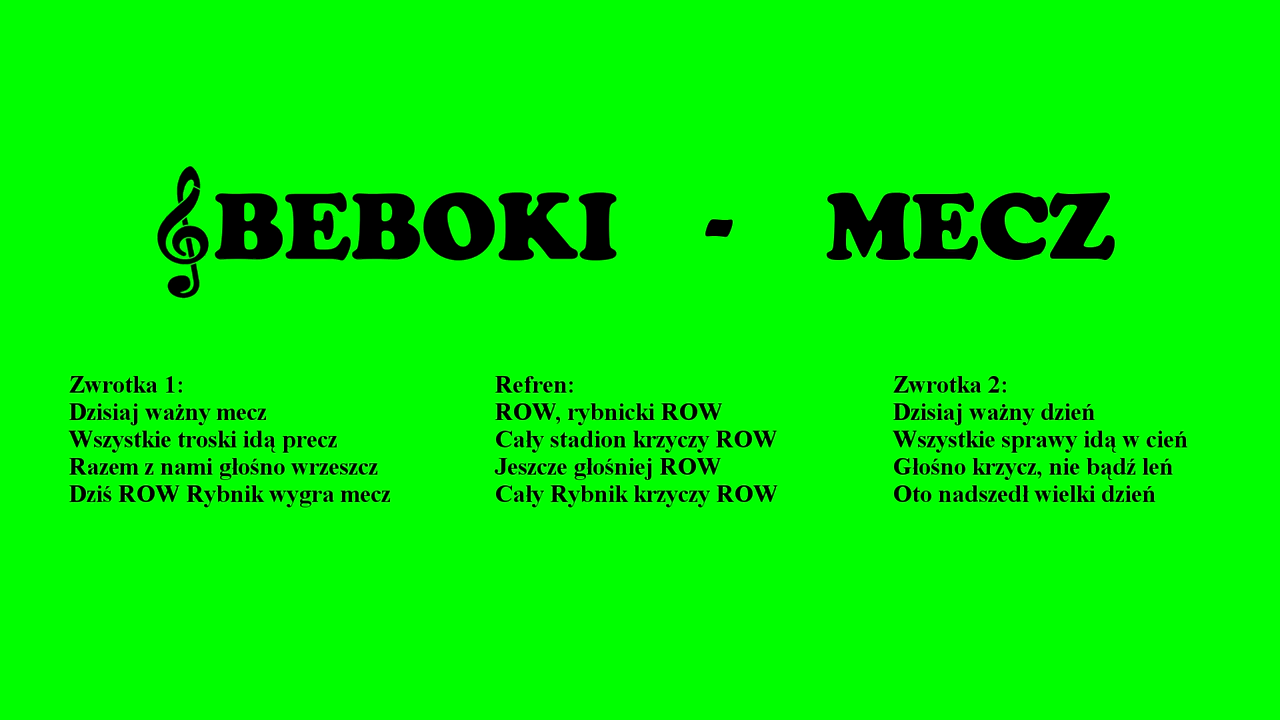 BEBOKI - MECZ
Zwrotka 1:
Dzisiaj ważny mecz
Wszystkie troski idą precz
Razem z nami głośno wrzeszcz
Dziś ROW Rybnik wygra mecz
Refren:
ROW, rybnicki ROW
Cały stadion krzyczy ROW
Jeszcze głośniej ROW
Cały Rybnik krzyczy ROW
Zwrotka 2:
Dzisiaj ważny dzień
Wszystkie sprawy idą w cień
Głośno krzycz, nie bądź leń
Oto nadszedł wielki dzień